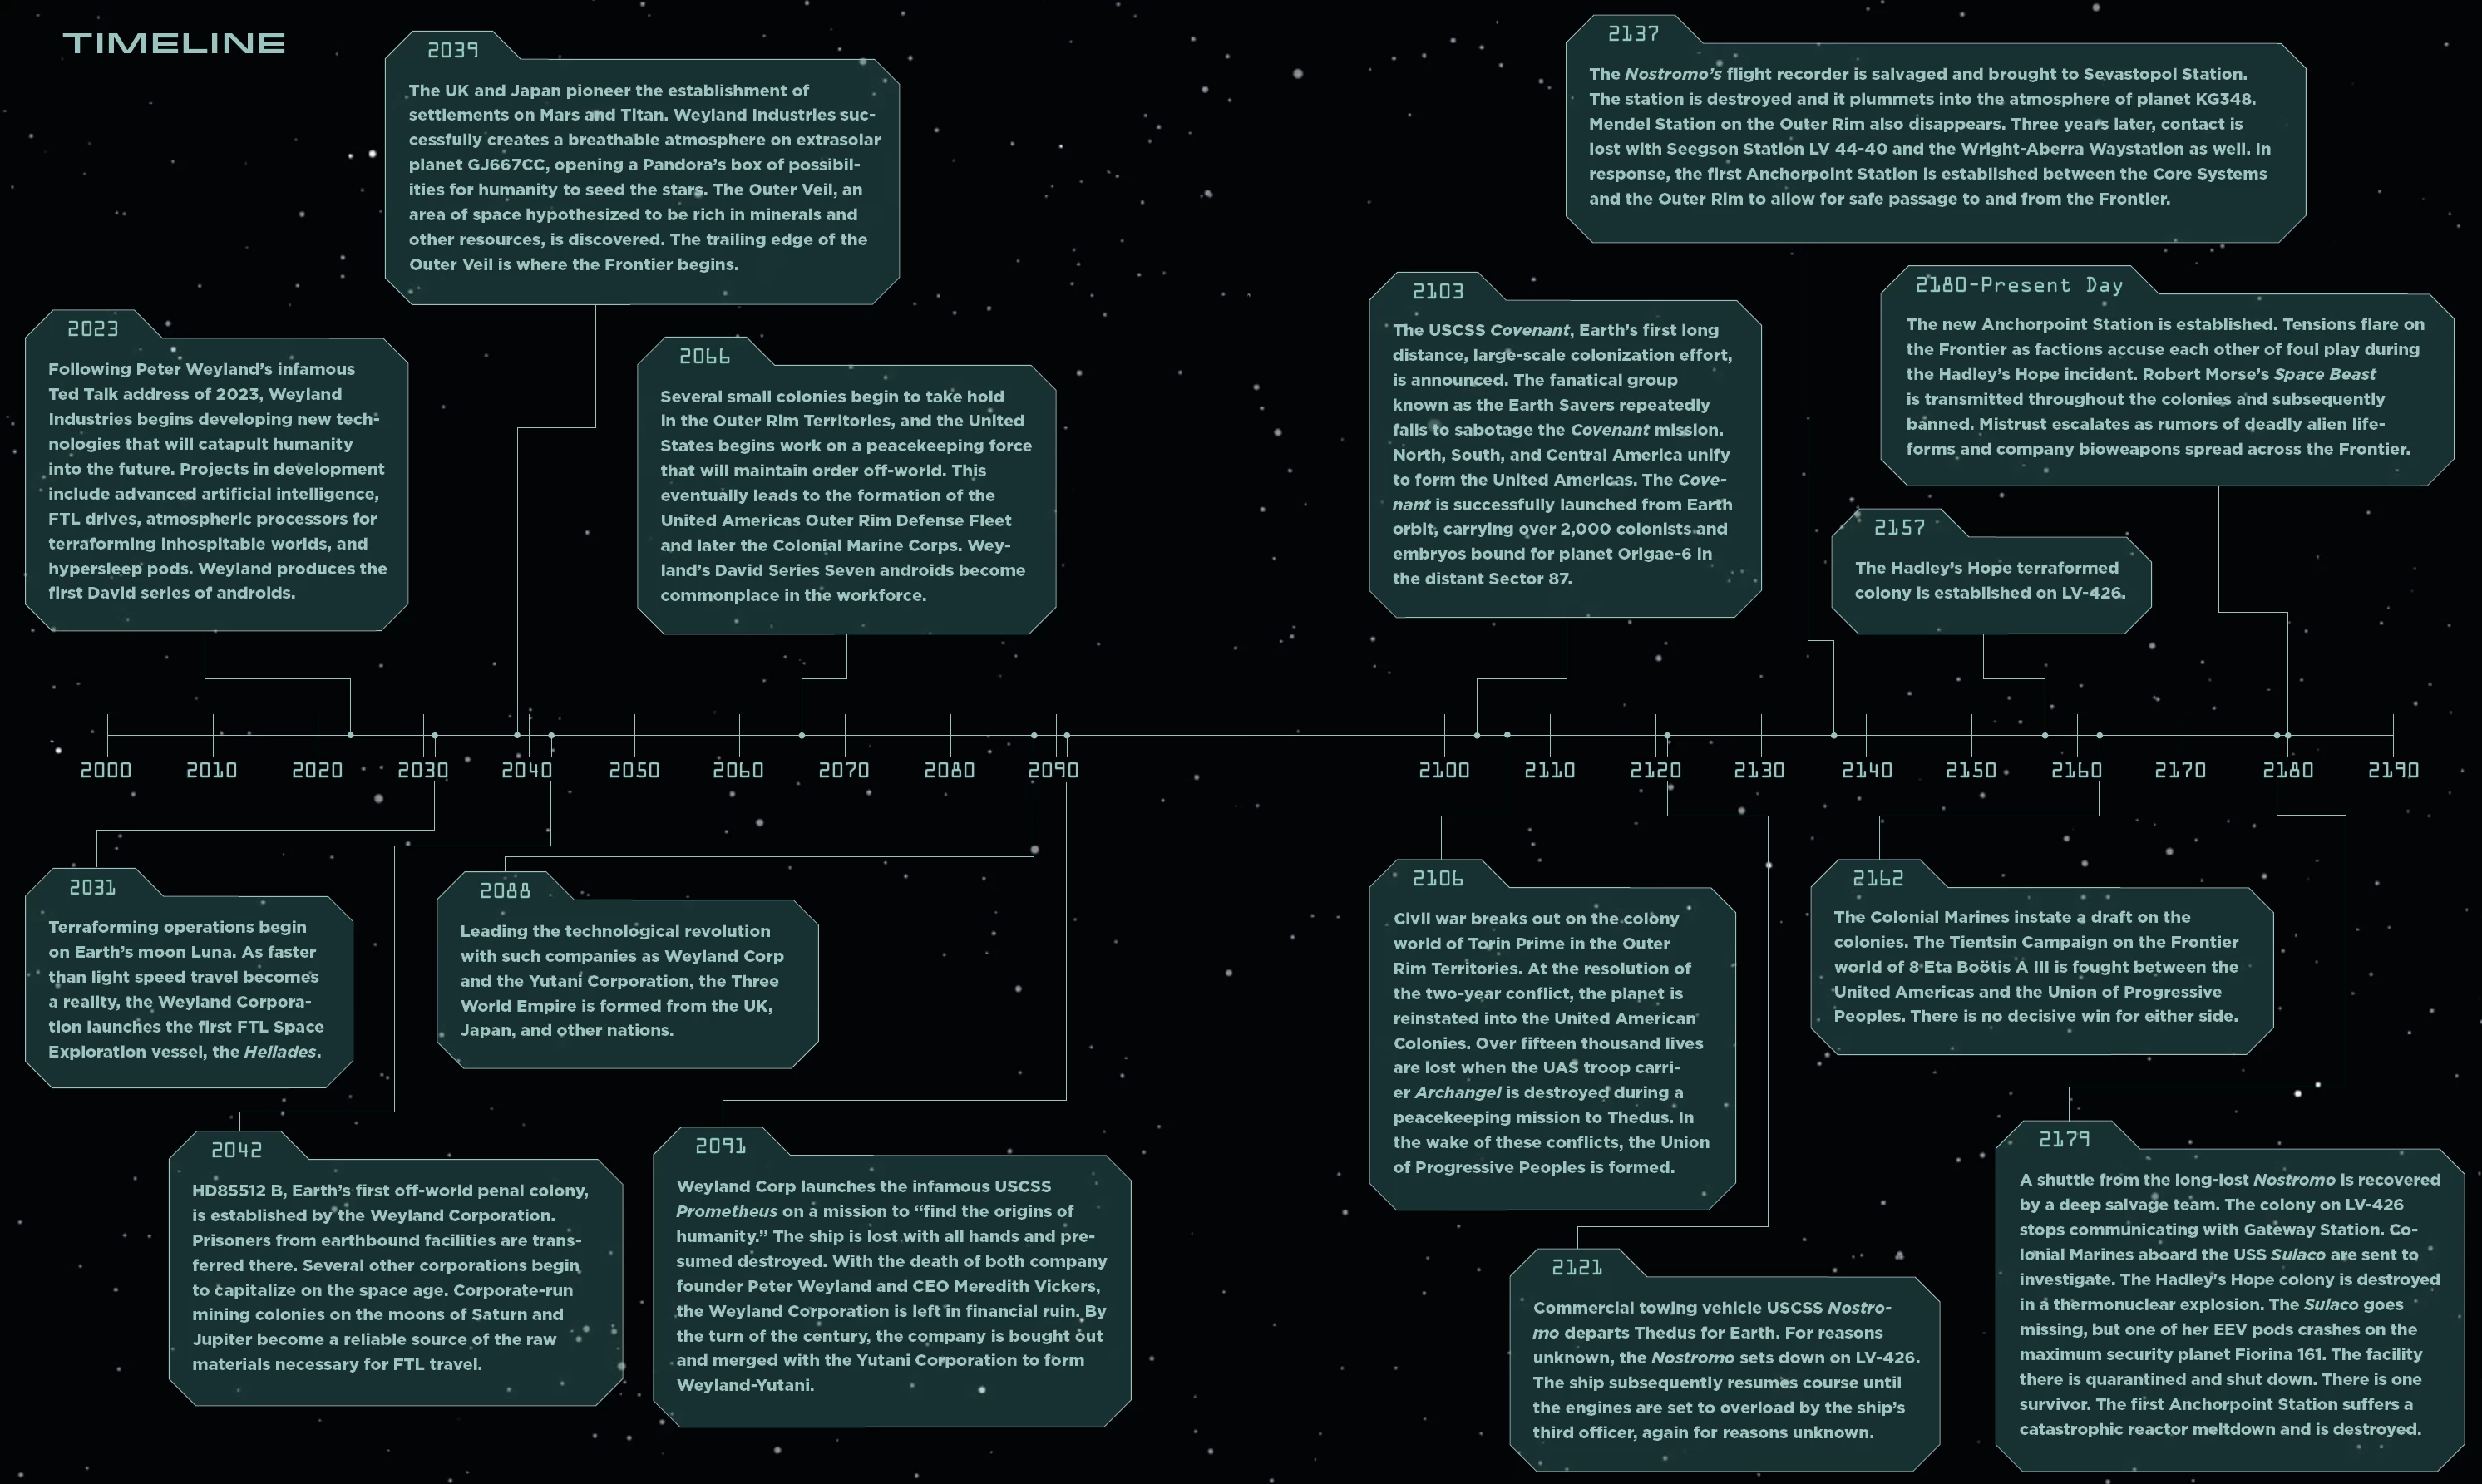 TIMELINE
2039
The UK and Japan pioneer the establishment of
settlements on Mars and Titan. Weyland Industries suc-
cessfully creates a breathable atmosphere on extrasolar
planet GJ667CC, opening a Pandora’s box of possibil-
ities for humanity to seed the stars. The Outer Veil, an
area of space hypothesized to be rich in minerals and
other resources, is discovered. The trailing edge of the
Outer Veil is where the Frontier begins.
2023
Following Peter Weyland’s infamous
Ted Talk address of 2023, Weyland
Industries begins developing new tech-
nologies that will catapult humanity
into the future. Projects in development
include advanced artificial intelligence,
FTL drives, atmospheric processors for
terraforming inhospitable worlds, and
hypersleep pods. Weyland produces the
first David series of androids.
2066
Several small colonies begin to take hold
in the Outer Rim Territories, and the United
States begins work on a peacekeeping force
that will maintain order off-world. This
eventually leads to the formation of the
United Americas Outer Rim Defense Fleet
and later the Colonial Marine Corps. Wey-
land’s David Series Seven androids become
commonplace in the workforce.
2137
The Nostromo’s flight recorder is salvaged and brought to Sevastopol Station.
The station is destroyed and it plummets into the atmosphere of planet KG348.
Mendel Station on the Outer Rim also disappears. Three years later, contact is
lost with Seegson Station LV 44-40 and the Wright-Aberra Waystation as well. In
response, the first Anchorpoint Station is established between the Core Systems
and the Outer Rim to allow for safe passage to and from the Frontier.
2103
The USCSS Covenant, Earth’s first long
distance, large-scale colonization effort,
is announced. The fanatical group
known as the Earth Savers repeatedly
fails to sabotage the Covenant mission.
North, South, and Central America unify
to form the United Americas. The Cove-
nant is successfully launched from Earth
orbit, carrying over 2,000 colonists and
embryos bound for planet Origae-6 in
the distant Sector 87.
2180-Present Day
The new Anchorpoint Station is established. Tensions flare on
the Frontier as factions accuse each other of foul play during
the Hadley’s Hope incident. Robert Morse’s Space Beast
is transmitted throughout the colonies and subsequently
banned. Mistrust escalates as rumors of deadly alien life-
forms and company bioweapons spread across the Frontier.
2157
The Hadley’s Hope terraformed
colony is established on LV-426.
2000 2010 2020 2030 2040 2050 2060 2070 2080 2090 2100 2110 2120 2130 2140 2150 2160 2170 2180 2190
2031
Terraforming operations begin
on Earth’s moon Luna. As faster
than light speed travel becomes
a reality, the Weyland Corpora-
tion launches the first FTL Space
Exploration vessel, the Heliades.
2088
Leading the technological revolution
with such companies as Weyland Corp
and the Yutani Corporation, the Three
World Empire is formed from the UK,
Japan, and other nations.
2042
HD85512 B, Earth’s first off-world penal colony,
is established by the Weyland Corporation.
Prisoners from earthbound facilities are trans-
ferred there. Several other corporations begin
to capitalize on the space age. Corporate-run
mining colonies on the moons of Saturn and
Jupiter become a reliable source of the raw
materials necessary for FTL travel.
2091
Weyland Corp launches the infamous USCSS
Prometheus on a mission to “find the origins of
humanity.” The ship is lost with all hands and pre-
sumed destroyed. With the death of both company
founder Peter Weyland and CEO Meredith Vickers,
the Weyland Corporation is left in financial ruin. By
the turn of the century, the company is bought out
and merged with the Yutani Corporation to form
Weyland-Yutani.
2106
Civil war breaks out on the colony
world of Torin Prime in the Outer
Rim Territories. At the resolution of
the two-year conflict, the planet is
reinstated into the United American
Colonies. Over fifteen thousand lives
are lost when the UAS troop carri-
er Archangel is destroyed during a
peacekeeping mission to Thedus. In
the wake of these conflicts, the Union
of Progressive Peoples is formed.
2121
Commercial towing vehicle USCSS Nostro-
mo departs Thedus for Earth. For reasons
unknown, the Nostromo sets down on LV-426.
The ship subsequently resumes course until
the engines are set to overload by the ship’s
third officer, again for reasons unknown.
2162
The Colonial Marines instate a draft on the
colonies. The Tientsin Campaign on the Frontier
world of 8 Eta Boötis A III is fought between the
United Americas and the Union of Progressive
Peoples. There is no decisive win for either side.
2179
A shuttle from the long-lost Nostromo is recovered
by a deep salvage team. The colony on LV-426
stops communicating with Gateway Station. Co-
lonial Marines aboard the USS Sulaco are sent to
investigate. The Hadley’s Hope colony is destroyed
in a thermonuclear explosion. The Sulaco goes
missing, but one of her EEV pods crashes on the
maximum security planet Fiorina 161. The facility
there is quarantined and shut down. There is one
survivor. The first Anchorpoint Station suffers a
catastrophic reactor meltdown and is destroyed.